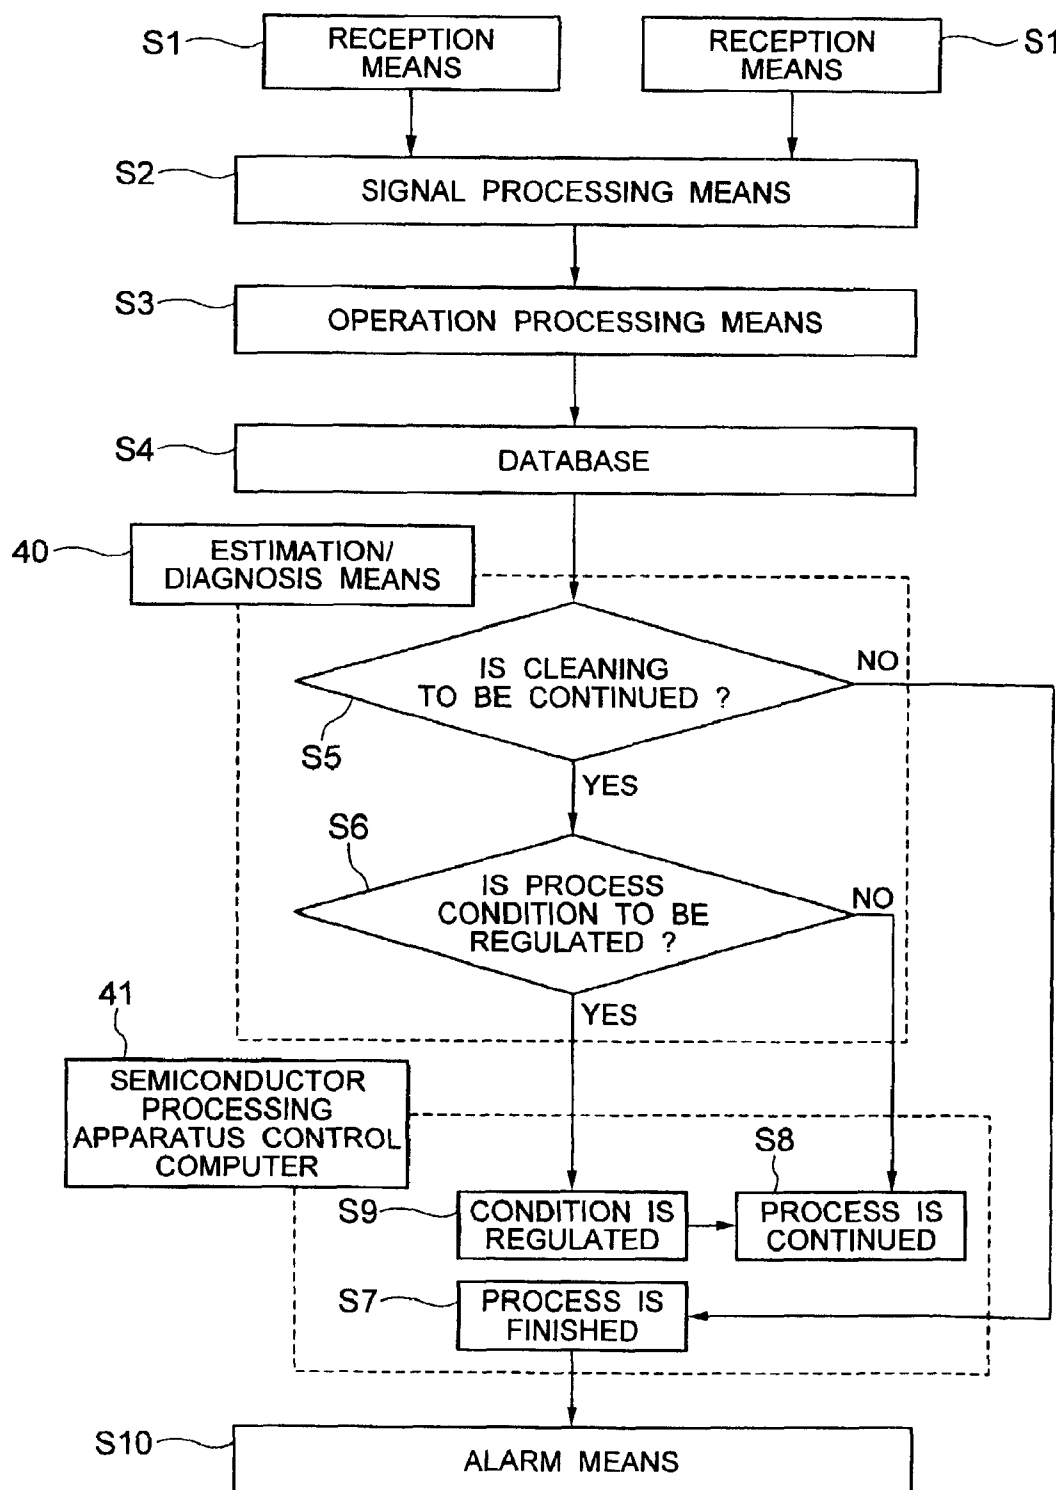 S1
RECEPTION
MEANS
RECEPTION
MEANS
S1
S2
SIGNAL PROCESSING MEANS
S3
OPERATION PROCESSING MEANS
S4
DATABASE
40
ESTIMATION/
DIAGNOSIS MEANS
IS CLEANING
TO BE CONTINUED ?
NO
S5
YES
S6
IS PROCESS
CONDITION TO BE
REGULATED ?
NO
YES
41
SEMICONDUCTOR
PROCESSING
APPARATUS CONTROL
COMPUTER
S9
CONDITION IS
REGULATED
S8
PROCESS IS
CONTINUED
S7
PROCESS IS
FINISHED
S10
ALARM MEANS